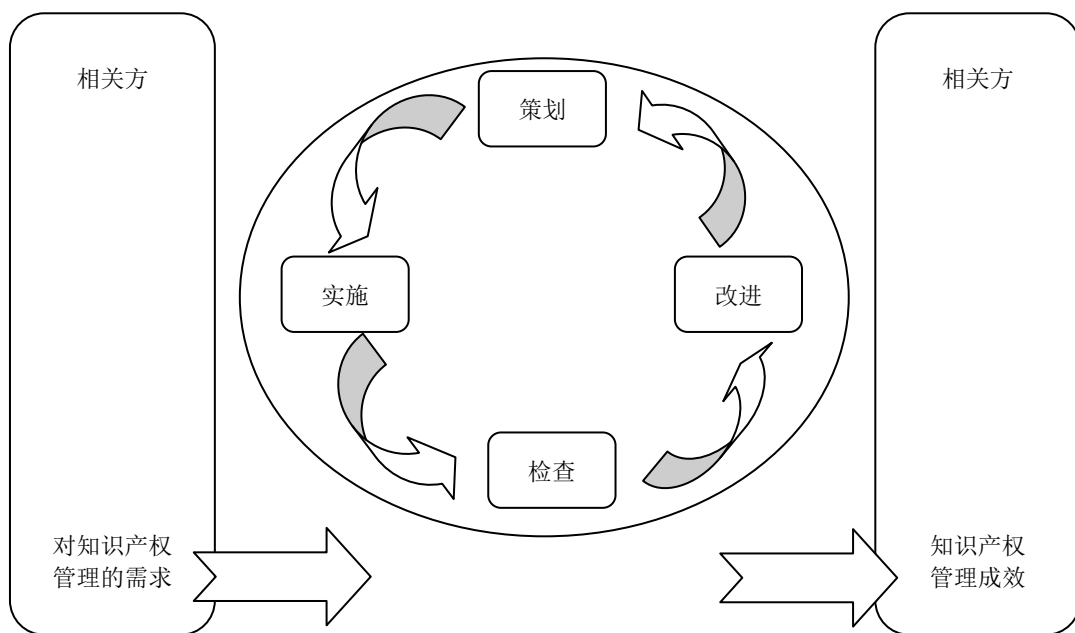 相关方
对知识产权
管理的需求
策划
实施
改进
检查
相关方
知识产权
管理成效